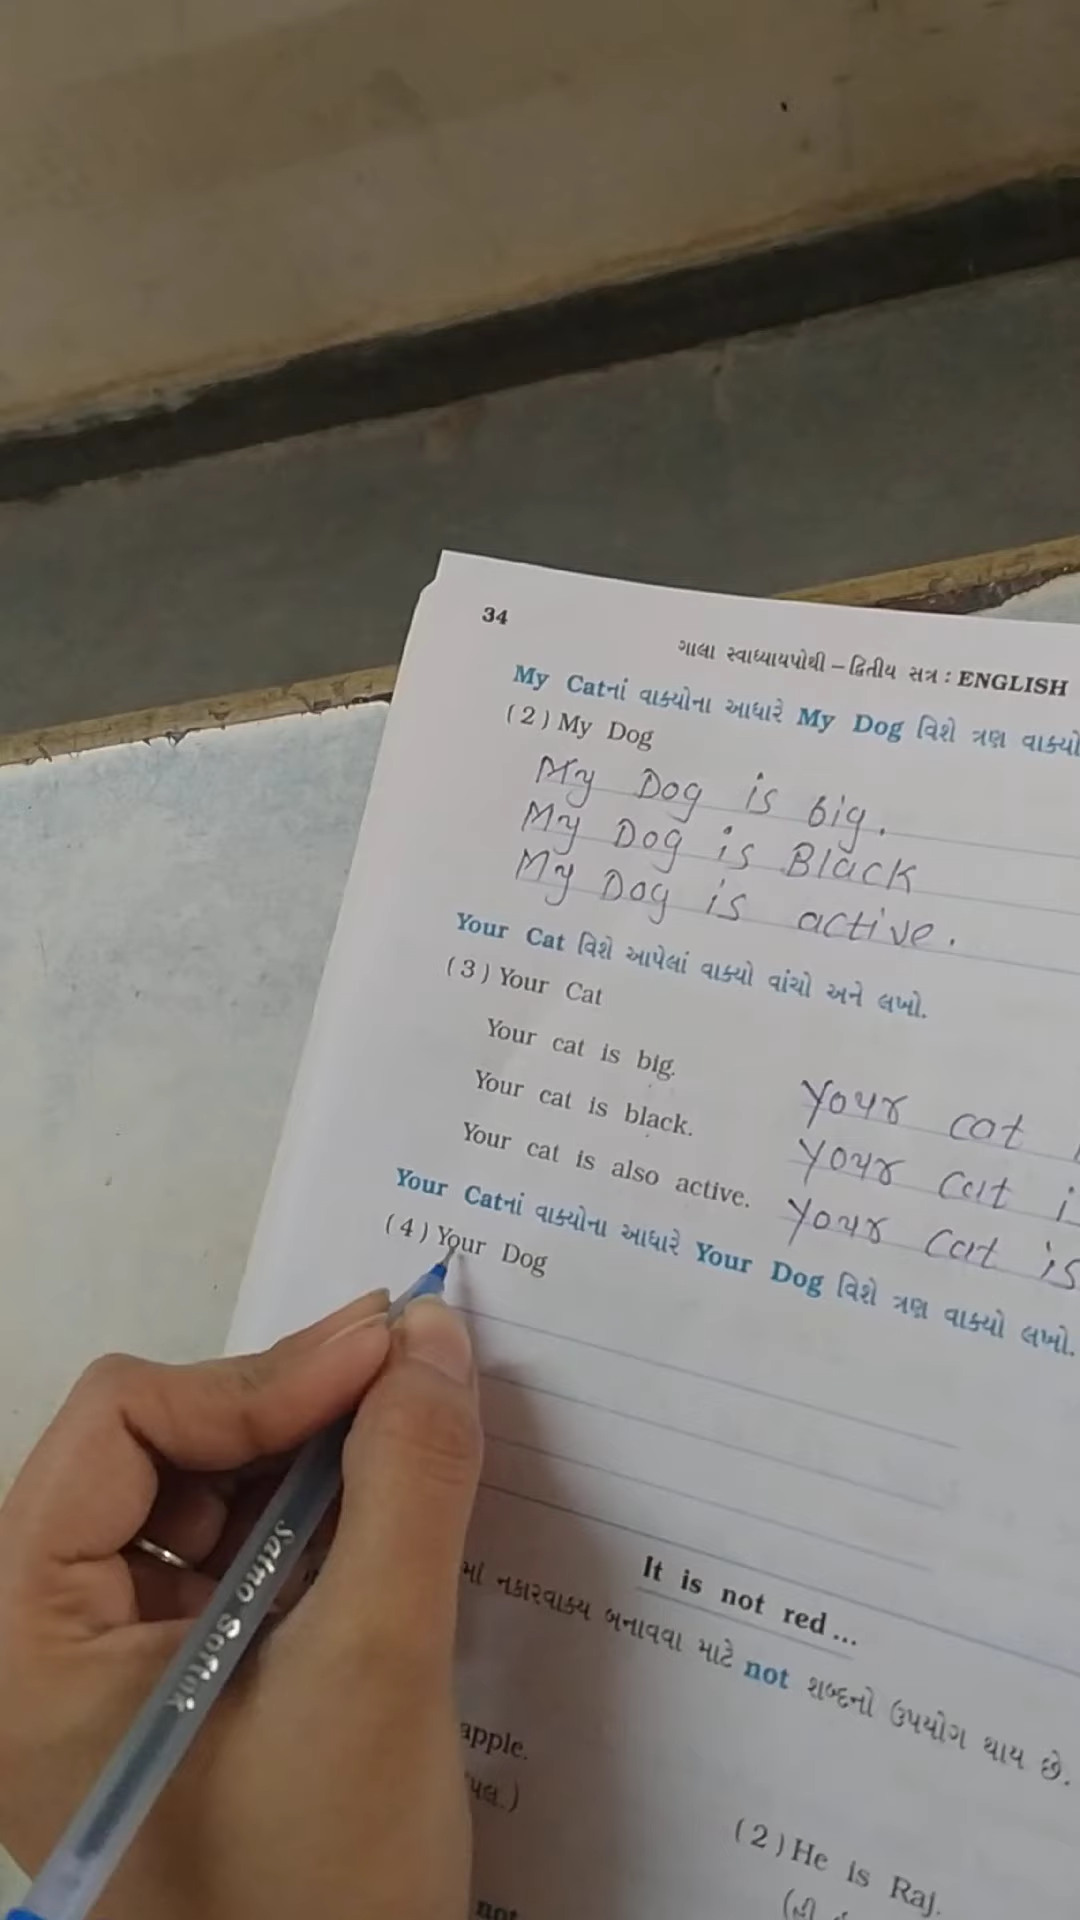 34
ગાલા સ્વાધ્યાયપોથી – દ્વિતીય સત્ર : ENGLISH
My Catનાં વાક્યોના આધારે My Dog વિશે ત્રણ વાક્યો
( 2 ) My Dog
My Dog is big.
My Dog is Black
My Dog is active.
Your Cat વિશે આપેલાં વાક્યો વાંચો અને લખો.
( 3 ) Your Cat
Your cat is big. Your cat
Your cat is black. Your cat i
Your cat is also active. Your cat is
Your Catનાં વાક્યોના આધારે Your Dog વિશે ત્રણ વાક્યો લખો.
( 4 ) Your Dog
It is not red ...
માં નકારવાક્ય બનાવવા માટે not શબ્દનો ઉપયોગ થાય છે.
apple.
પલ.)
( 2 ) He is Raj.
(હી
not
Saino Softek